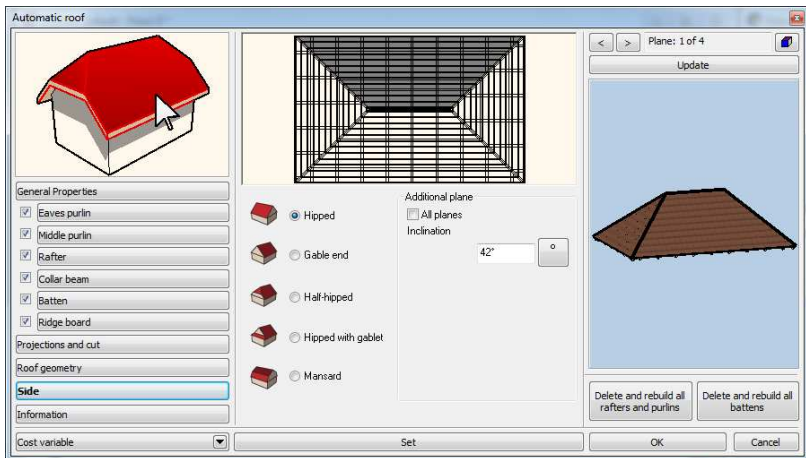 Automatic roof
General Properties
Eaves purlin
Middle purlin
Rafter
Collar beam
Batten
Ridge board
Projections and cut
Roof geometry
Side
Information
Cost variable
Hipped
Gable end
Half-hipped
Hipped with gablet
Mansard
Additional plane
All planes
Inclination
42°
°
Set
< > Plane: 1 of 4
Update
Delete and rebuild all
rafters and purlins
Delete and rebuild all
battens
OK
Cancel